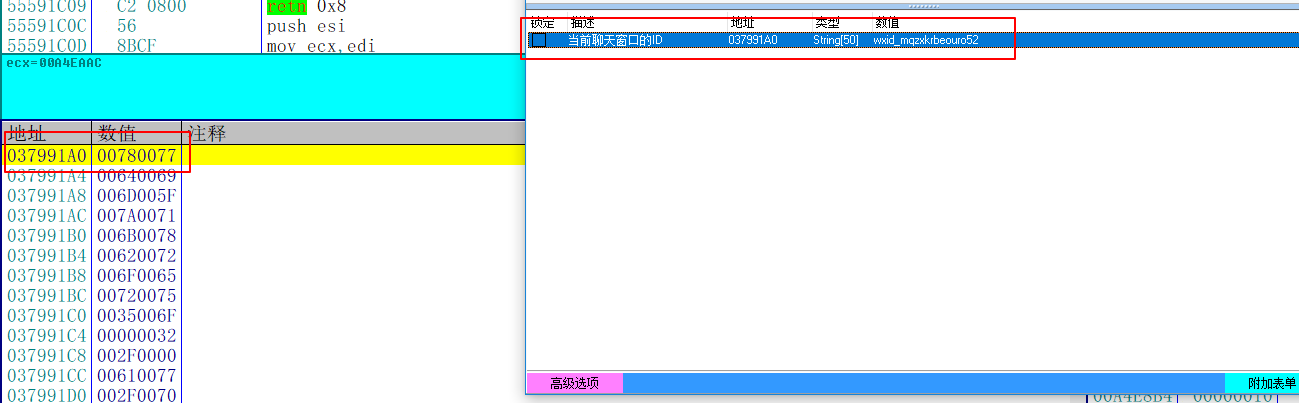 55591C09 C2 0800 retn 0x8
55591C0C 56 push esi
55591C0D 8BCF mov ecx,edi
ecx=00A4EAAC
地址 数值 注释
037991A0 00780077
037991A4 00640069
037991A8 006D005F
037991AC 007A0071
037991B0 006B0078
037991B4 00620072
037991B8 006F0065
037991BC 00720075
037991C0 0035006F
037991C4 00000032
037991C8 002F0000
037991CC 00610077
037991D0 002F0070
锁定 描述 地址 类型 数值
当前聊天窗口的ID 037991A0 String[50] wxid_mqzxkrbeouro52
高级选项 附加表单
00A4E8B4 00000010